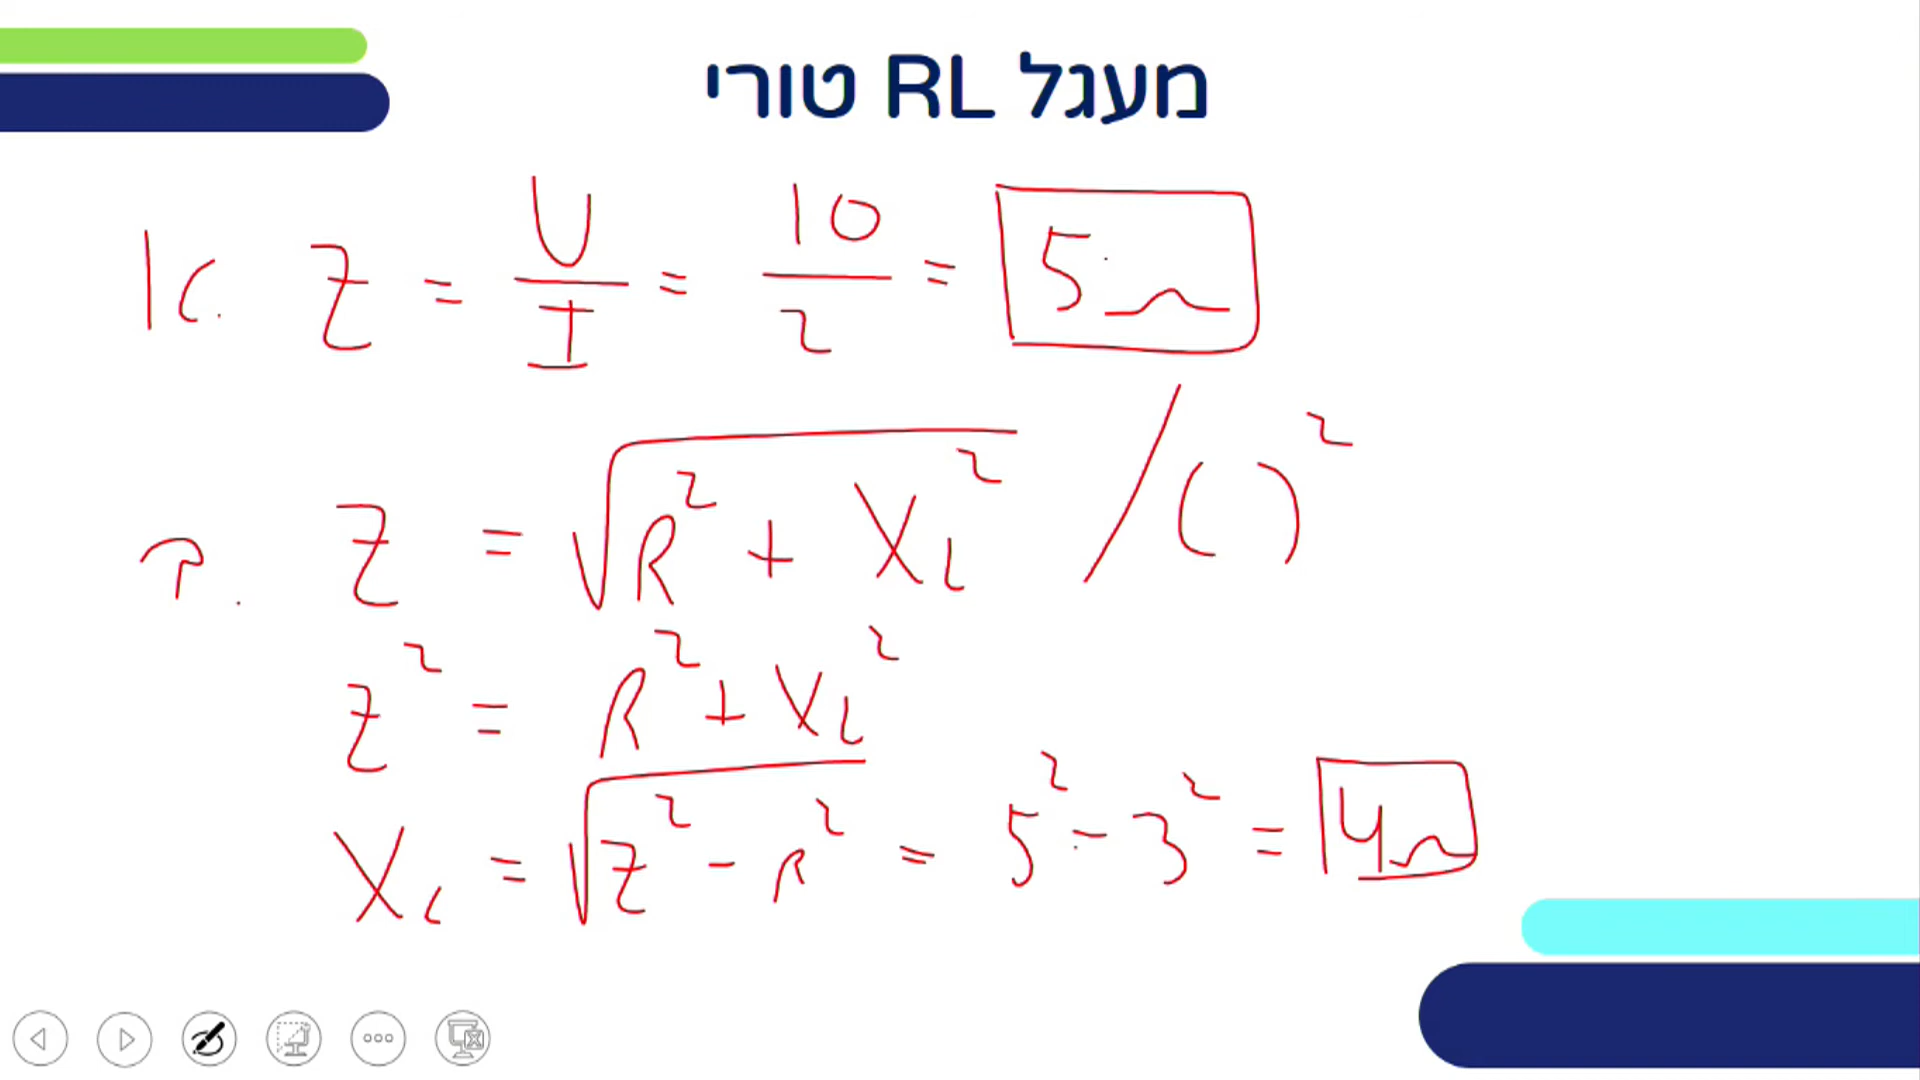 מעגל RL טורי
א. Z = U/I = 10/2 = 5Ω
ב. Z = √(R² + X_L²) /( )²
Z² = R² + X_L²
X_L = √(Z² - R²) = 5² - 3² = 4Ω